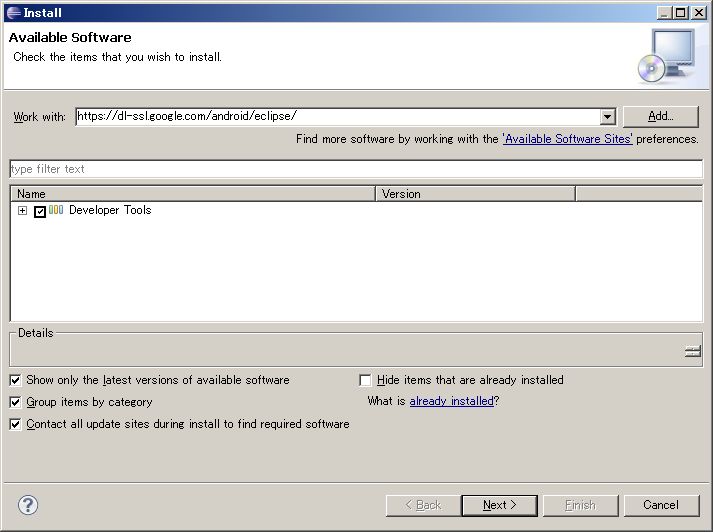 Install
Available Software
Check the items that you wish to install.
Work with: https://dl-ssl.google.com/android/eclipse/ Add...
Find more software by working with the 'Available Software Sites' preferences.
type filter text
Name Version
Developer Tools
Details
Show only the latest versions of available software Hide items that are already installed
Group items by category What is already installed?
Contact all update sites during install to find required software
? < Back Next > Finish Cancel